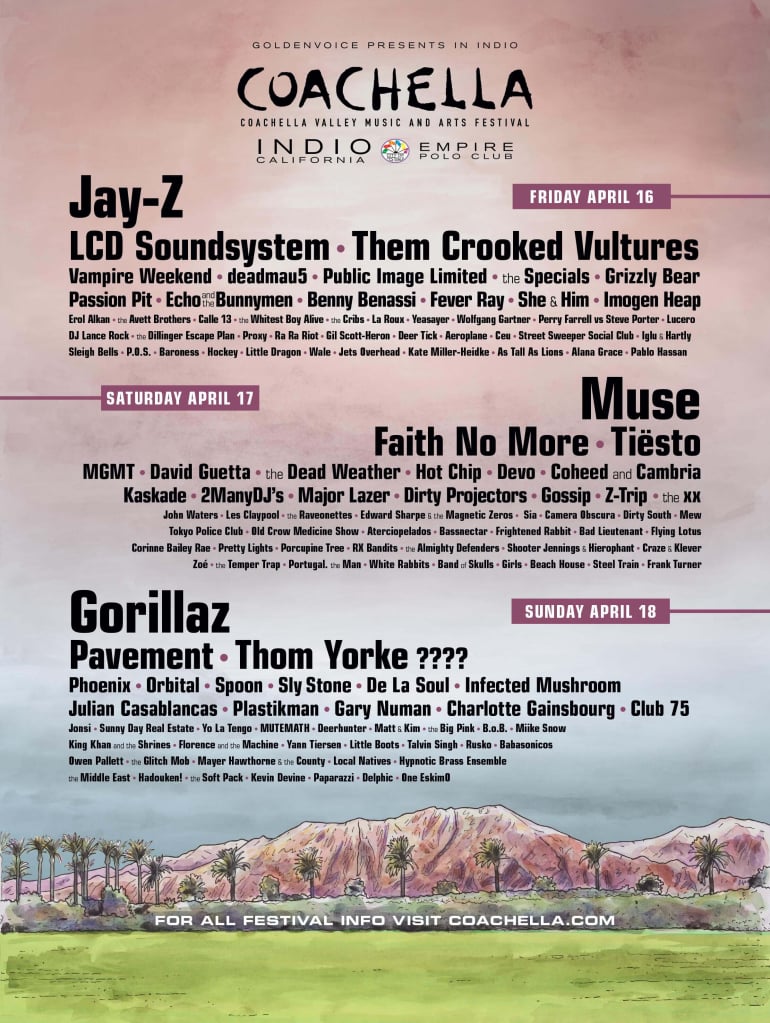 GOLDENVOICE PRESENTS IN INDIO
COACHELLA
COACHELLA VALLEY MUSIC AND ARTS FESTIVAL
INDIO CALIFORNIA EMPIRE POLO CLUB
FRIDAY APRIL 16
Jay-Z
LCD Soundsystem • Them Crooked Vultures
Vampire Weekend • deadmau5 • Public Image Limited • the Specials • Grizzly Bear
Passion Pit • Echo and the Bunnymen • Benny Benassi • Fever Ray • She & Him • Imogen Heap
Erol Alkan • the Avett Brothers • Calle 13 • the Whitest Boy Alive • the Cribs • La Roux • Yeasayer • Wolfgang Gartner • Perry Farrell vs Steve Porter • Lucero
DJ Lance Rock • the Dillinger Escape Plan • Proxy • Ra Ra Riot • Gil Scott-Heron • Deer Tick • Aeroplane • Ceu • Street Sweeper Social Club • Iglu & Hartly
Sleigh Bells • P.O.S. • Baroness • Hockey • Little Dragon • Wale • Jets Overhead • Kate Miller-Heidke • As Tall As Lions • Alana Grace • Pablo Hassan
SATURDAY APRIL 17
Muse
Faith No More • Tiësto
MGMT • David Guetta • the Dead Weather • Hot Chip • Devo • Coheed and Cambria
Kaskade • 2ManyDJ's • Major Lazer • Dirty Projectors • Gossip • Z-Trip • the xx
John Waters • Les Claypool • the Raveonettes • Edward Sharpe & the Magnetic Zeros • Sia • Camera Obscura • Dirty South • Mew
Tokyo Police Club • Old Crow Medicine Show • Aterciopelados • Bassnectar • Frightened Rabbit • Bad Lieutenant • Flying Lotus
Corinne Bailey Rae • Pretty Lights • Porcupine Tree • RX Bandits • the Almighty Defenders • Shooter Jennings & Hierophant • Craze & Klever
Zoé • the Temper Trap • Portugal. the Man • White Rabbits • Band of Skulls • Girls • Beach House • Steel Train • Frank Turner
SUNDAY APRIL 18
Gorillaz
Pavement • Thom Yorke ????
Phoenix • Orbital • Spoon • Sly Stone • De La Soul • Infected Mushroom
Julian Casablancas • Plastikman • Gary Numan • Charlotte Gainsbourg • Club 75
Jonsi • Sunny Day Real Estate • Yo La Tengo • MUTEMATH • Deerhunter • Matt & Kim • the Big Pink • B.o.B. • Miike Snow
King Khan and the Shrines • Florence and the Machine • Yann Tiersen • Little Boots • Talvin Singh • Rusko • Babasonicos
Owen Pallett • the Glitch Mob • Mayer Hawthorne & the County • Local Natives • Hypnotic Brass Ensemble
the Middle East • Hadouken! • the Soft Pack • Kevin Devine • Paparazzi • Delphic • One EskimO
FOR ALL FESTIVAL INFO VISIT COACHELLA.COM